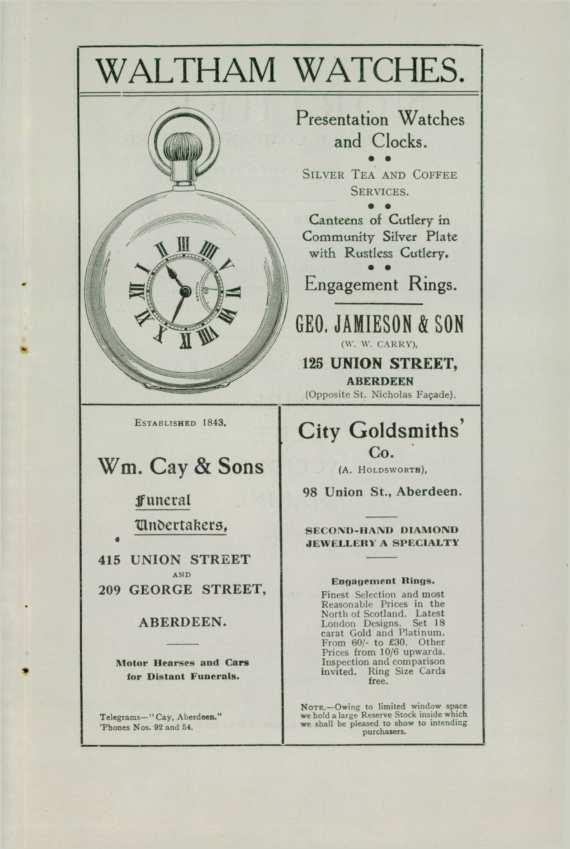 WALTHAM WATCHES.
Presentation Watches
and Clocks.
SILVER TEA AND COFFEE
SERVICES.
Canteens of Cutlery in
Community Silver Plate
with Rustless Cutlery.
Engagement Rings.
GEO. JAMIESON & SON
(W. W. CARRY),
125 UNION STREET,
ABERDEEN
(Opposite St. Nicholas Façade).
ESTABLISHED 1843.
Wm. Cay & Sons
Funeral
Undertakers,
415 UNION STREET
AND
209 GEORGE STREET,
ABERDEEN.
Motor Hearses and Cars
for Distant Funerals.
Telegrams—"Cay, Aberdeen."
'Phones Nos. 92 and 54.
City Goldsmiths'
Co.
(A. HOLDSWORTH),
98 Union St., Aberdeen.
SECOND-HAND DIAMOND
JEWELLERY A SPECIALTY
Engagement Rings.
Finest Selection and most
Reasonable Prices in the
North of Scotland. Latest
London Designs. Set 18
carat Gold and Platinum.
From 60/- to £30. Other
Prices from 10/6 upwards.
Inspection and comparison
invited. Ring Size Cards
free.
NOTE.—Owing to limited window space
we hold a large Reserve Stock inside which
we shall be pleased to show to intending
purchasers.